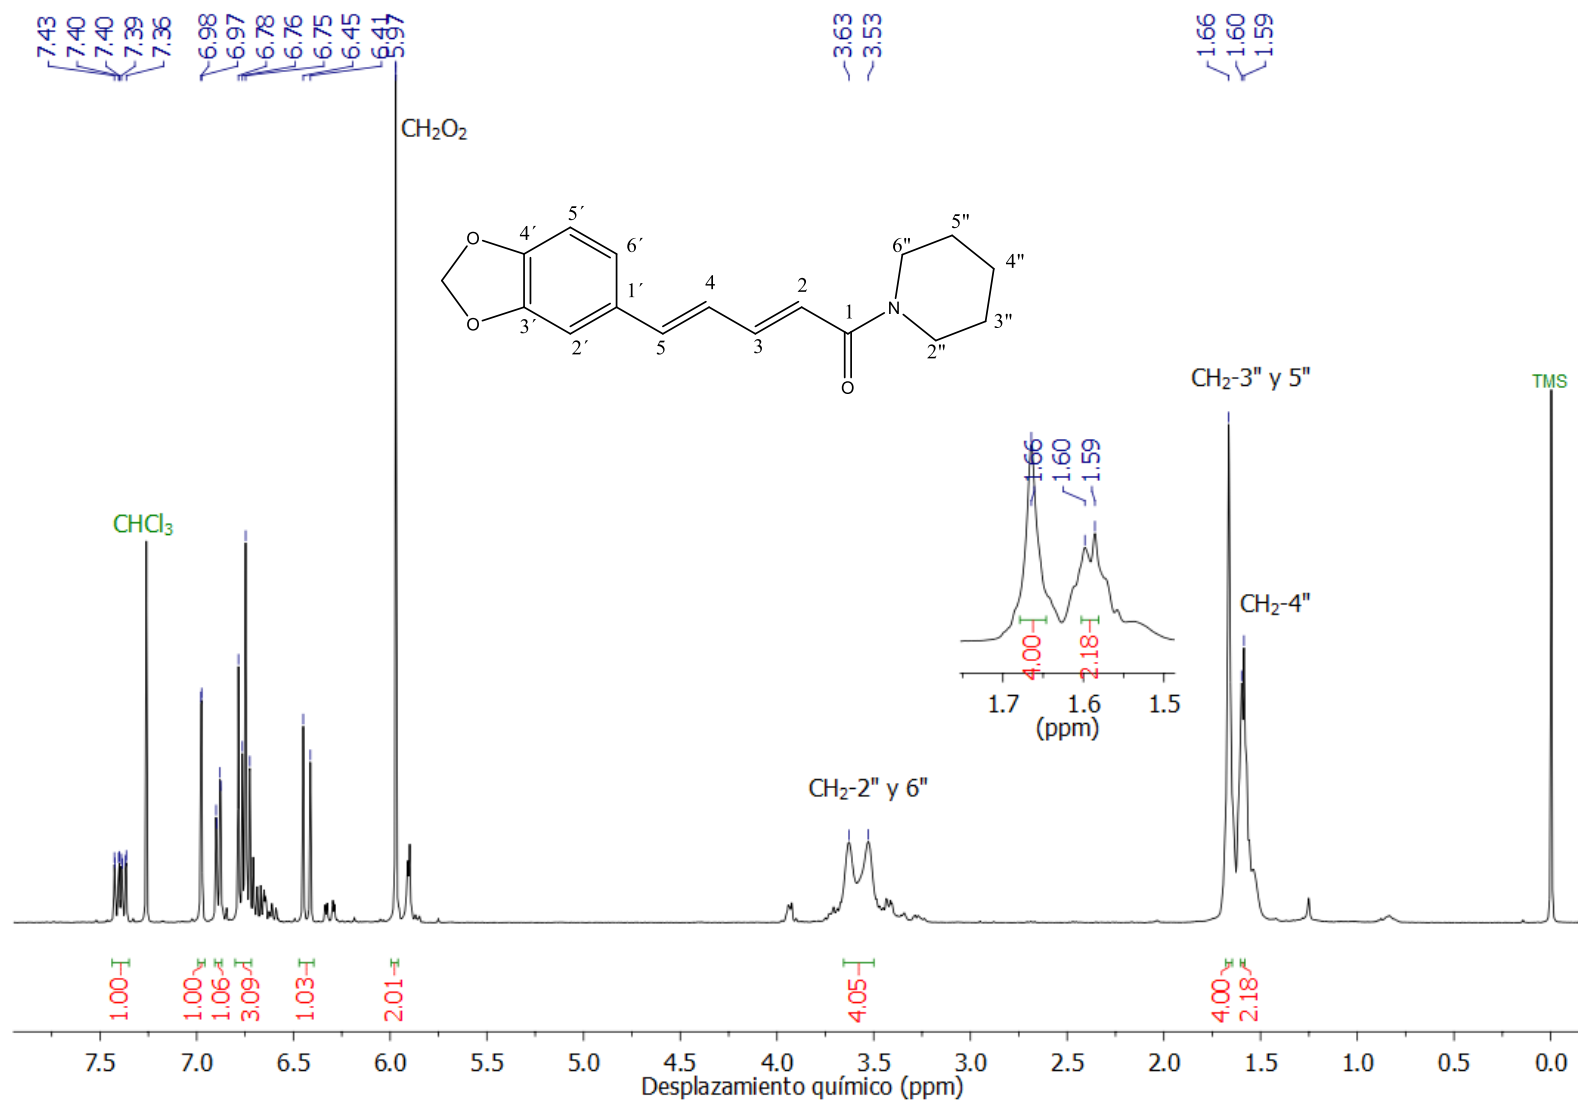 7.43 7.40 7.40 7.39 7.36 6.98 6.97 6.78 6.76 6.75 6.45 6.41 5.97 3.63 3.53 1.66 1.60 1.59
CH₂O₂
5´
O 4´ 6´ 5"
6" 4"
4 2
1´ 1 N
O 3´ 3"
2´ 5 3 2"
O
CH₂-3" y 5"
TMS
1.66 1.60 1.59
CHCl₃
CH₂-4"
4.00 2.18
1.7 1.6 1.5
(ppm)
CH₂-2" y 6"
1.00 1.00 1.06 3.09 1.03 2.01 4.05 4.00 2.18
7.5 7.0 6.5 6.0 5.5 5.0 4.5 4.0 3.5 3.0 2.5 2.0 1.5 1.0 0.5 0.0
Desplazamiento químico (ppm)